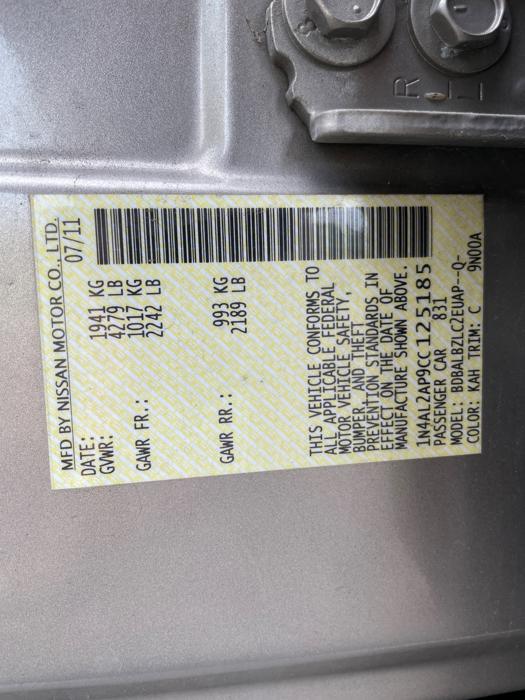 MFD BY NISSAN MOTOR CO., LTD.
DATE: 07/11
GVWR: 1941 KG
4279 LB
GAWR FR.: 1017 KG
2242 LB
GAWR RR.: 993 KG
2189 LB
THIS VEHICLE CONFORMS TO
ALL APPLICABLE FEDERAL
MOTOR VEHICLE SAFETY,
BUMPER, AND THEFT
PREVENTION STANDARDS IN
EFFECT ON THE DATE OF
MANUFACTURE SHOWN ABOVE.
1N4AL2AP9CC125185
PASSENGER CAR 831
MODEL: BDBALBZLCZEUAP--Q-
COLOR: KAH TRIM: C 9N00A
R
L